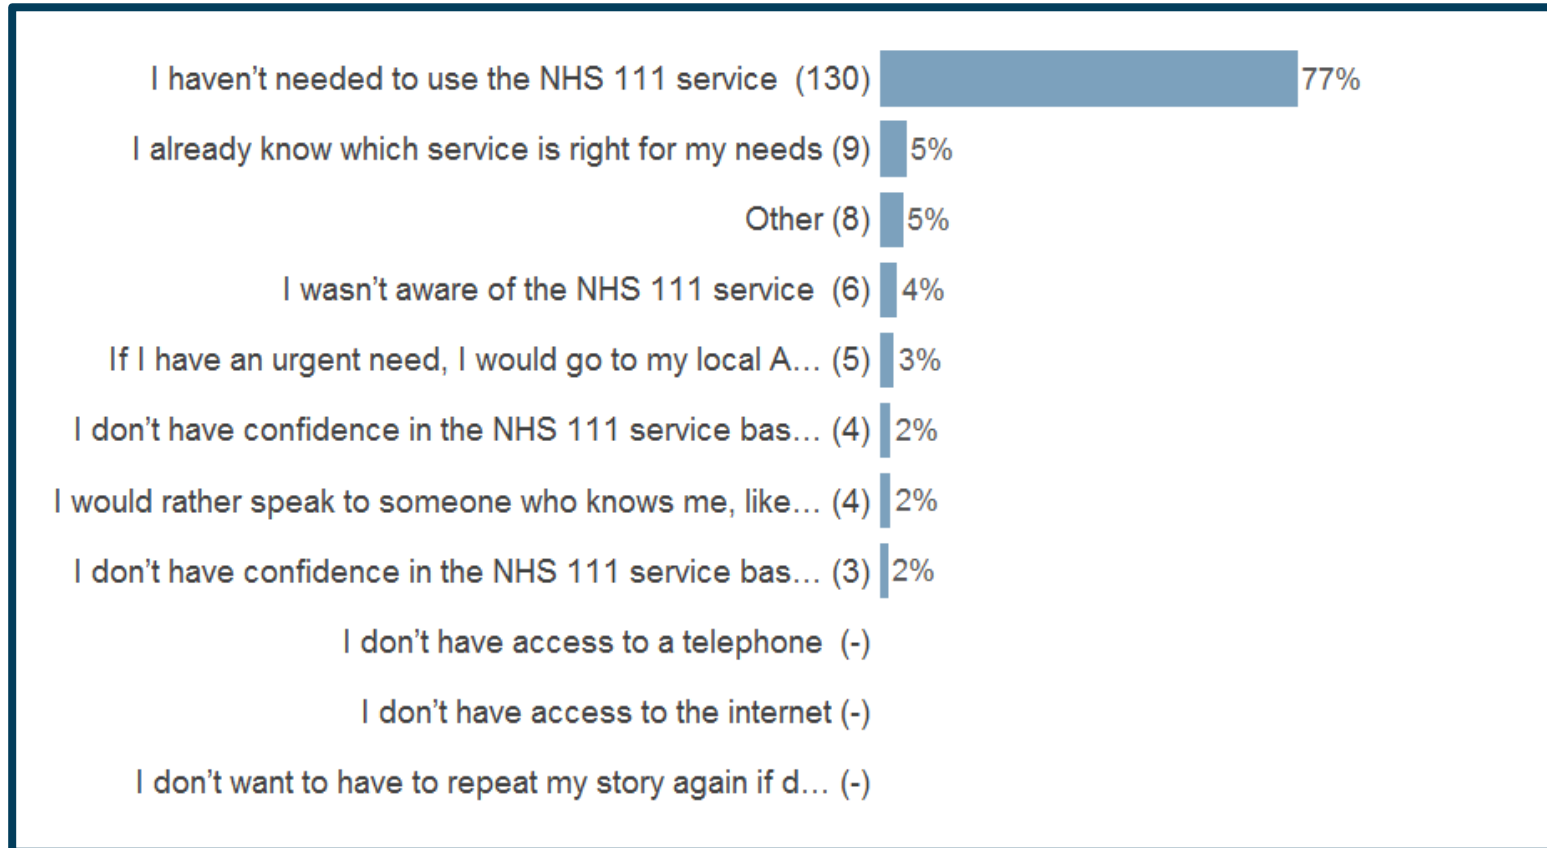 I haven't needed to use the NHS 111 service (130) 77%
I already know which service is right for my needs (9) 5%
Other (8) 5%
I wasn't aware of the NHS 111 service (6) 4%
If I have an urgent need, I would go to my local A... (5) 3%
I don't have confidence in the NHS 111 service bas... (4) 2%
I would rather speak to someone who knows me, like... (4) 2%
I don't have confidence in the NHS 111 service bas... (3) 2%
I don't have access to a telephone (-)
I don't have access to the internet (-)
I don't want to have to repeat my story again if d... (-)